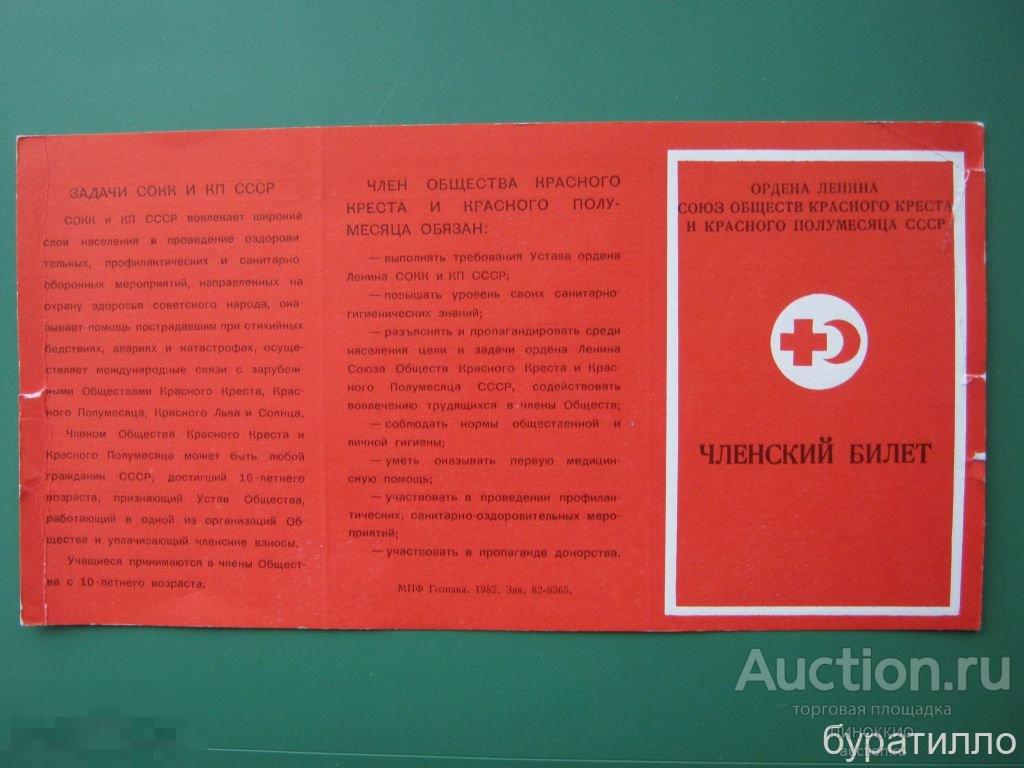 ЗАДАЧИ СОКК И КП СССР
СОКК и КП СССР вовлекает широкие
слои населения в проведение оздорови
тельных, профилактических и санитарно-
оборонных мероприятий, направленных на
охрану здоровья советского народа, ока-
зывает помощь пострадавшим при стихийных
бедствиях, авариях и катастрофах, осуще-
ствляет международные связи с зарубеж-
ными Обществами Красного Креста, Крас-
ного Полумесяца, Красного Льва и Солнца.
Членом Общества Красного Креста и
Красного Полумесяца может быть любой
гражданин СССР, достигший 16-летнего
возраста, признающий Устав Общества,
работающий в одной из организаций Об-
щества и уплачивающий членские взносы.
Учащиеся принимаются в члены Общест-
ва с 10-летнего возраста.
ЧЛЕН ОБЩЕСТВА КРАСНОГО
КРЕСТА И КРАСНОГО ПОЛУ-
МЕСЯЦА ОБЯЗАН:
— выполнять требования Устава ордена
Ленина СОКК и КП СССР;
— повышать уровень своих санитарно-
гигиенических знаний;
— разъяснять и пропагандировать среди
населения цели и задачи ордена Ленина
Союза Обществ Красного Креста и Крас-
ного Полумесяца СССР, содействовать
вовлечению трудящихся в члены Обществ;
— соблюдать нормы общественной и
личной гигиены;
— уметь оказывать первую медицин-
скую помощь;
— участвовать в проведении профилак-
тических, санитарно-оздоровительных меро-
приятий;
— участвовать в пропаганде донорства.
МПФ Гознака. 1982. Зак. 82-8365.
ОРДЕНА ЛЕНИНА
СОЮЗ ОБЩЕСТВ КРАСНОГО КРЕСТА
И КРАСНОГО ПОЛУМЕСЯЦА СССР
ЧЛЕНСКИЙ БИЛЕТ
Auction.ru
торговая площадка
ПИНОККИО
auction.ru
буратилло